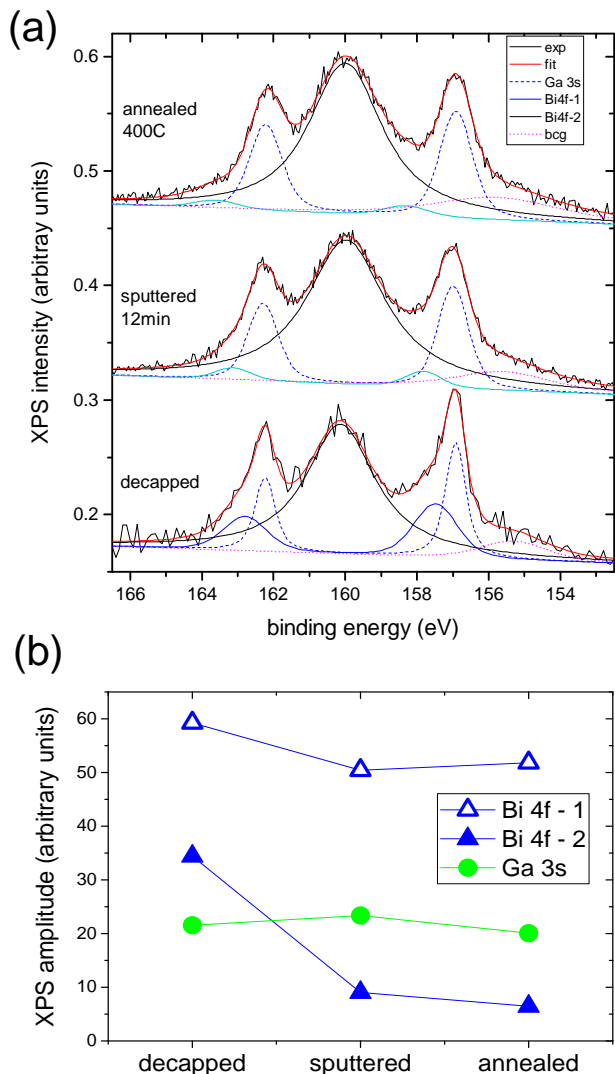 (a)
0.6
0.5
0.4
0.3
0.2
XPS intensity (arbitray units)
annealed
400C
sputtered
12min
decapped
exp
fit
Ga 3s
Bi4f-1
Bi4f-2
bcg
166 164 162 160 158 156 154
binding energy (eV)
(b)
60
50
40
30
20
10
0
XPS amplitude (arbitrary units)
Bi 4f - 1
Bi 4f - 2
Ga 3s
decapped sputtered annealed